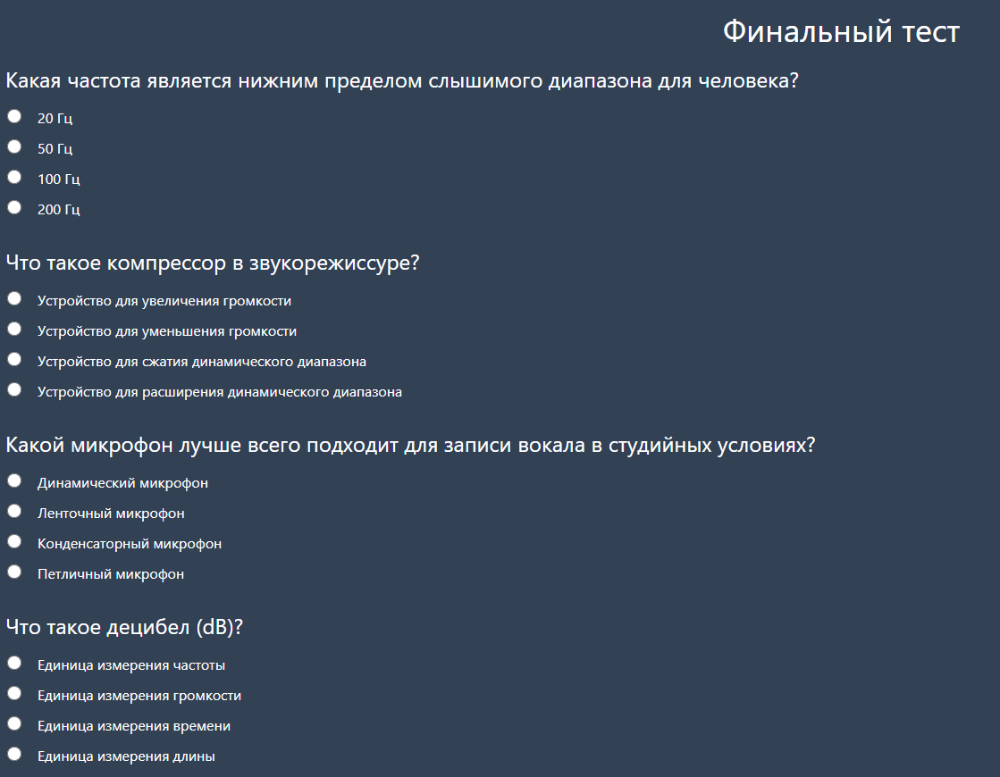 Финальный тест
Какая частота является нижним пределом слышимого диапазона для человека?
20 Гц
50 Гц
100 Гц
200 Гц
Что такое компрессор в звукорежиссуре?
Устройство для увеличения громкости
Устройство для уменьшения громкости
Устройство для сжатия динамического диапазона
Устройство для расширения динамического диапазона
Какой микрофон лучше всего подходит для записи вокала в студийных условиях?
Динамический микрофон
Ленточный микрофон
Конденсаторный микрофон
Петличный микрофон
Что такое децибел (dB)?
Единица измерения частоты
Единица измерения громкости
Единица измерения времени
Единица измерения длины